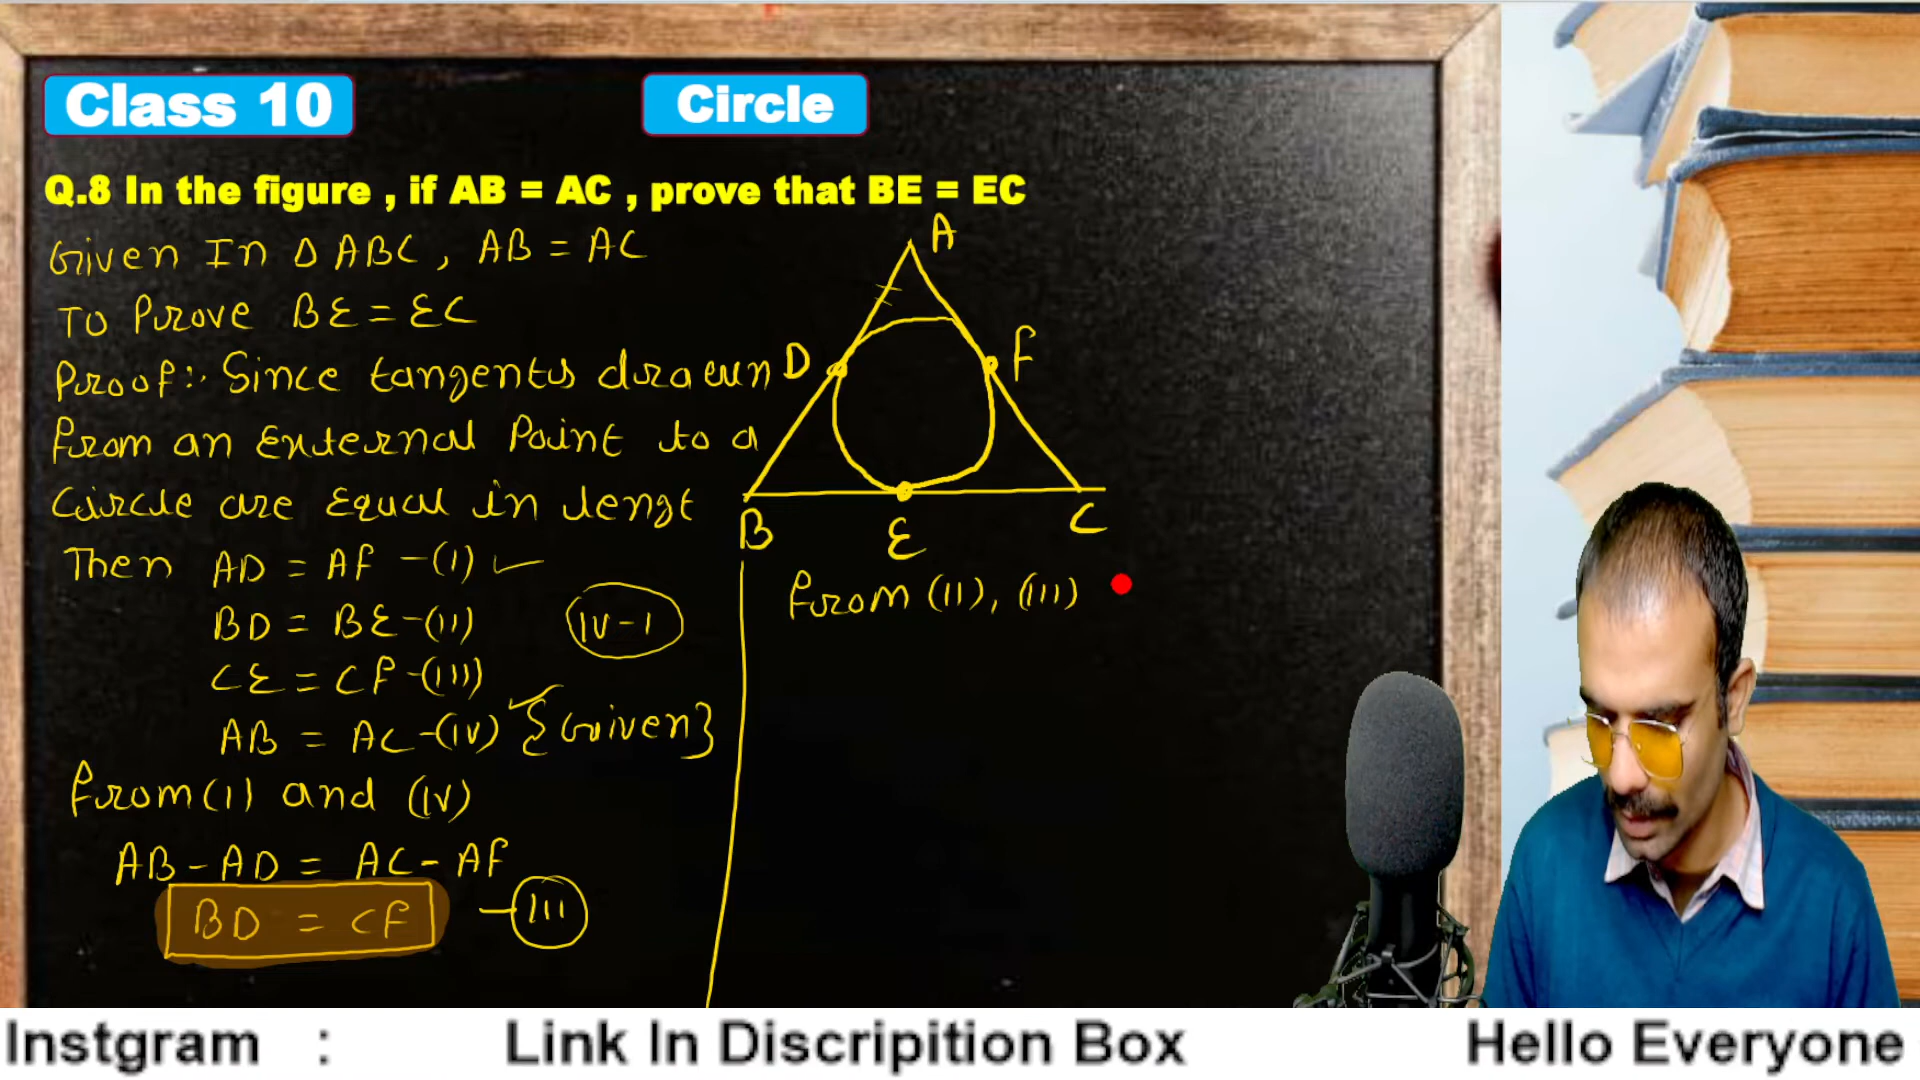 Class 10
Circle
Q.8 In the figure , if AB = AC , prove that BE = EC
Given In Δ ABC, AB = AC
To Prove BE = EC
Proof:- Since tangents drawn
from an External Point to a
Circle are Equal in lengt
Then AD = AF -(I)
BD = BE -(II)
CE = CF -(III)
AB = AC -(IV) {Given}
IV-I
from (I) and (IV)
AB - AD = AC - AF
BD = CF - III
A
D
F
B
E
C
from (II), (III)
Instgram : Link In Discripition Box Hello Everyone